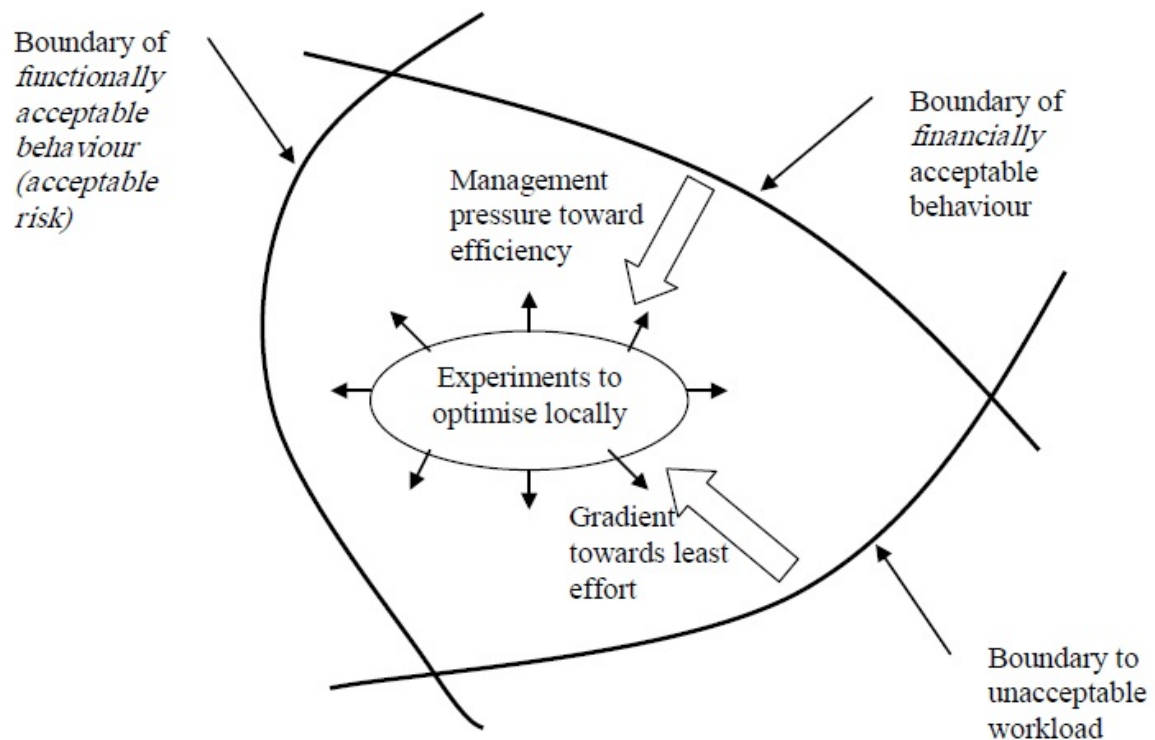 Boundary of
functionally
acceptable
behaviour
(acceptable
risk)
Boundary of
financially
acceptable
behaviour
Management
pressure toward
efficiency
Experiments to
optimise locally
Gradient
towards least
effort
Boundary to
unacceptable
workload